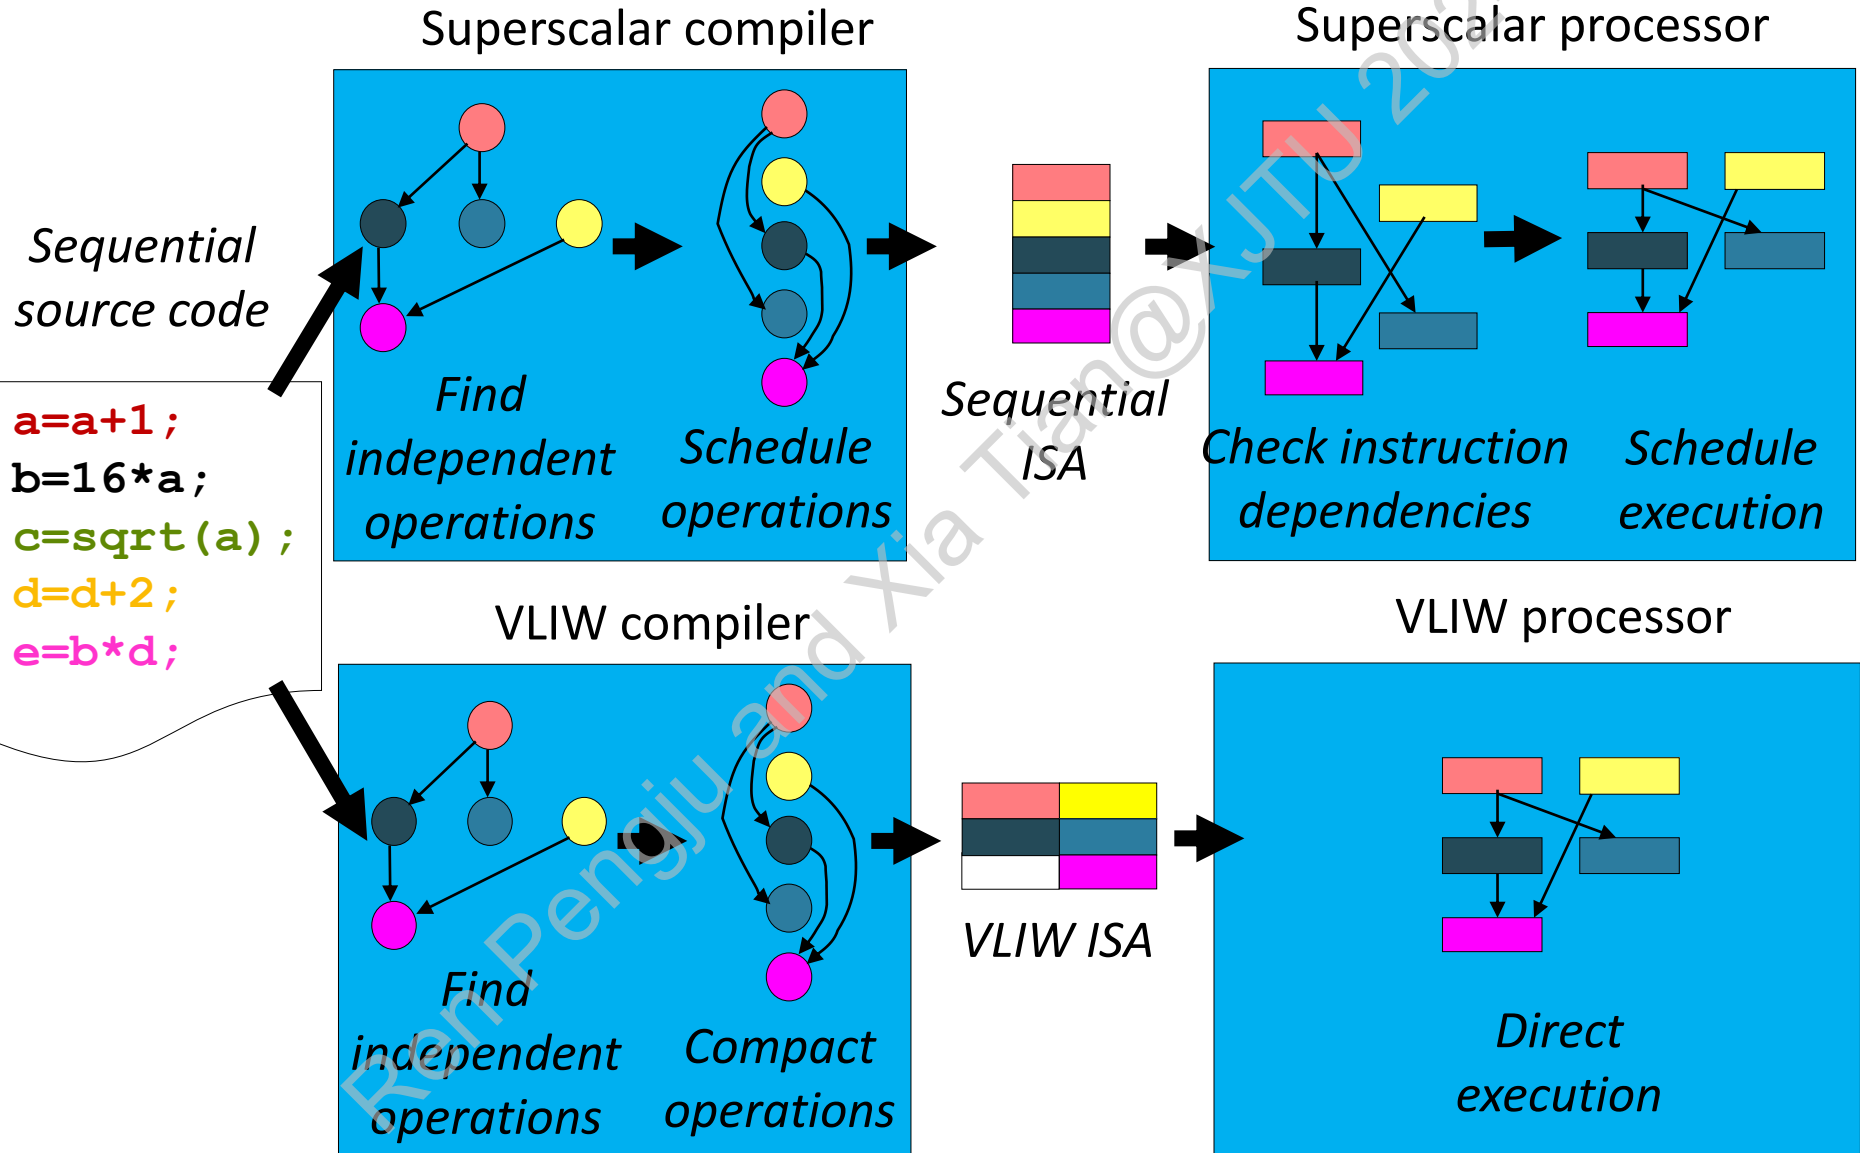 Superscalar compiler
Superscalar processor
Sequential
source code
a=a+1;
b=16*a;
c=sqrt(a);
d=d+2;
e=b*d;
Find
independent
operations
Schedule
operations
Sequential
ISA
Check instruction
dependencies
Schedule
execution
VLIW compiler
VLIW processor
Find
independent
operations
Compact
operations
VLIW ISA
Direct
execution
Ren Pengju and Xia Tian@XJTU